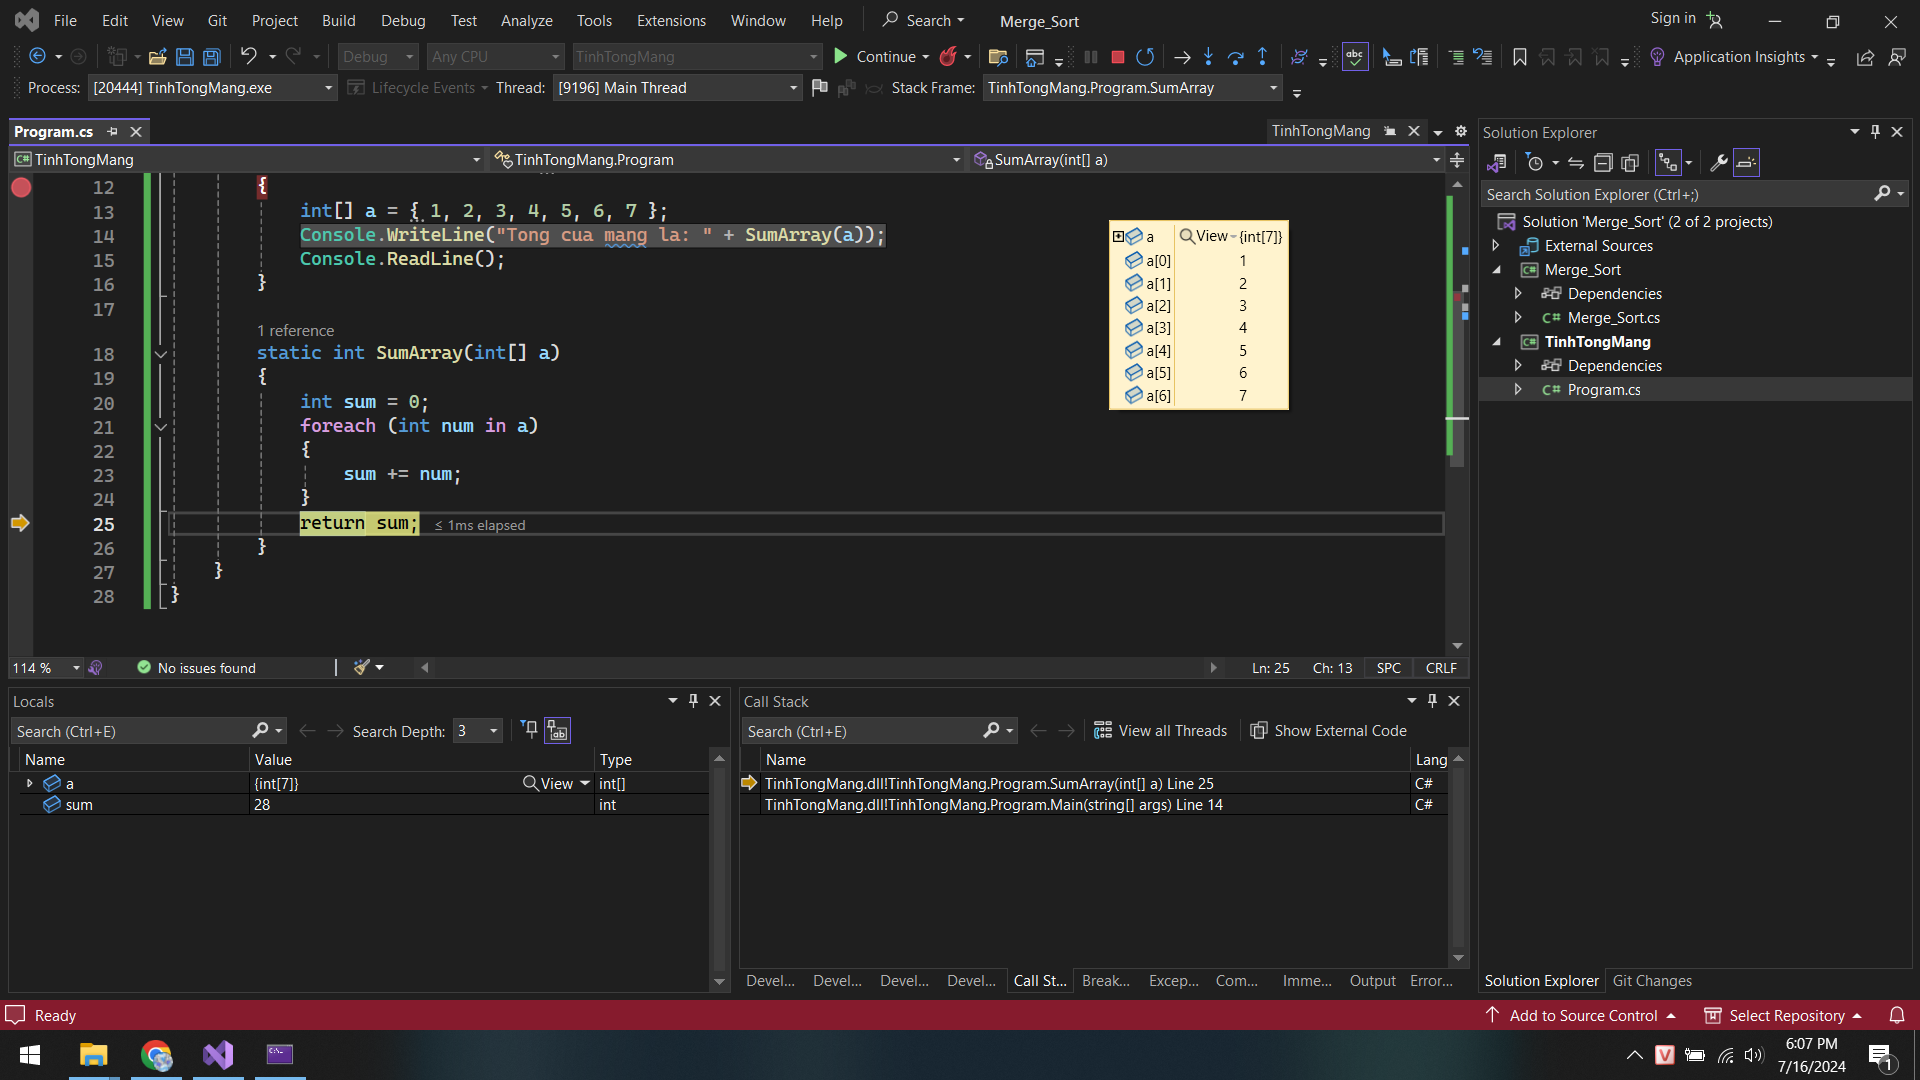 File Edit View Git Project Build Debug Test Analyze Tools Extensions Window Help Search Merge_Sort Sign in
Debug Any CPU TinhTongMang Continue Application Insights
Process: [20444] TinhTongMang.exe Lifecycle Events Thread: [9196] Main Thread Stack Frame: TinhTongMang.Program.SumArray
Program.cs TinhTongMang
TinhTongMang TinhTongMang.Program SumArray(int[] a)
12 {
13 int[] a = { 1, 2, 3, 4, 5, 6, 7 };
14 Console.WriteLine("Tong cua mang la: " + SumArray(a));
15 Console.ReadLine();
16 }
17
1 reference
18 static int SumArray(int[] a)
19 {
20 int sum = 0;
21 foreach (int num in a)
22 {
23 sum += num;
24 }
25 return sum; ≤ 1ms elapsed
26 }
27 }
28 }
a View {int[7]}
a[0] 1
a[1] 2
a[2] 3
a[3] 4
a[4] 5
a[5] 6
a[6] 7
114 % No issues found Ln: 25 Ch: 13 SPC CRLF
Solution Explorer
Search Solution Explorer (Ctrl+;)
Solution 'Merge_Sort' (2 of 2 projects)
External Sources
Merge_Sort
Dependencies
C# Merge_Sort.cs
TinhTongMang
Dependencies
C# Program.cs
Locals
Search (Ctrl+E) Search Depth: 3
Name Value Type
a {int[7]} View int[]
sum 28 int
Call Stack
Search (Ctrl+E) View all Threads Show External Code
Name Lang
TinhTongMang.dll!TinhTongMang.Program.SumArray(int[] a) Line 25 C#
TinhTongMang.dll!TinhTongMang.Program.Main(string[] args) Line 14 C#
Devel... Devel... Devel... Devel... Call St... Break... Excep... Com... Imme... Output Error...
Solution Explorer Git Changes
Ready Add to Source Control Select Repository
6:07 PM
7/16/2024
1